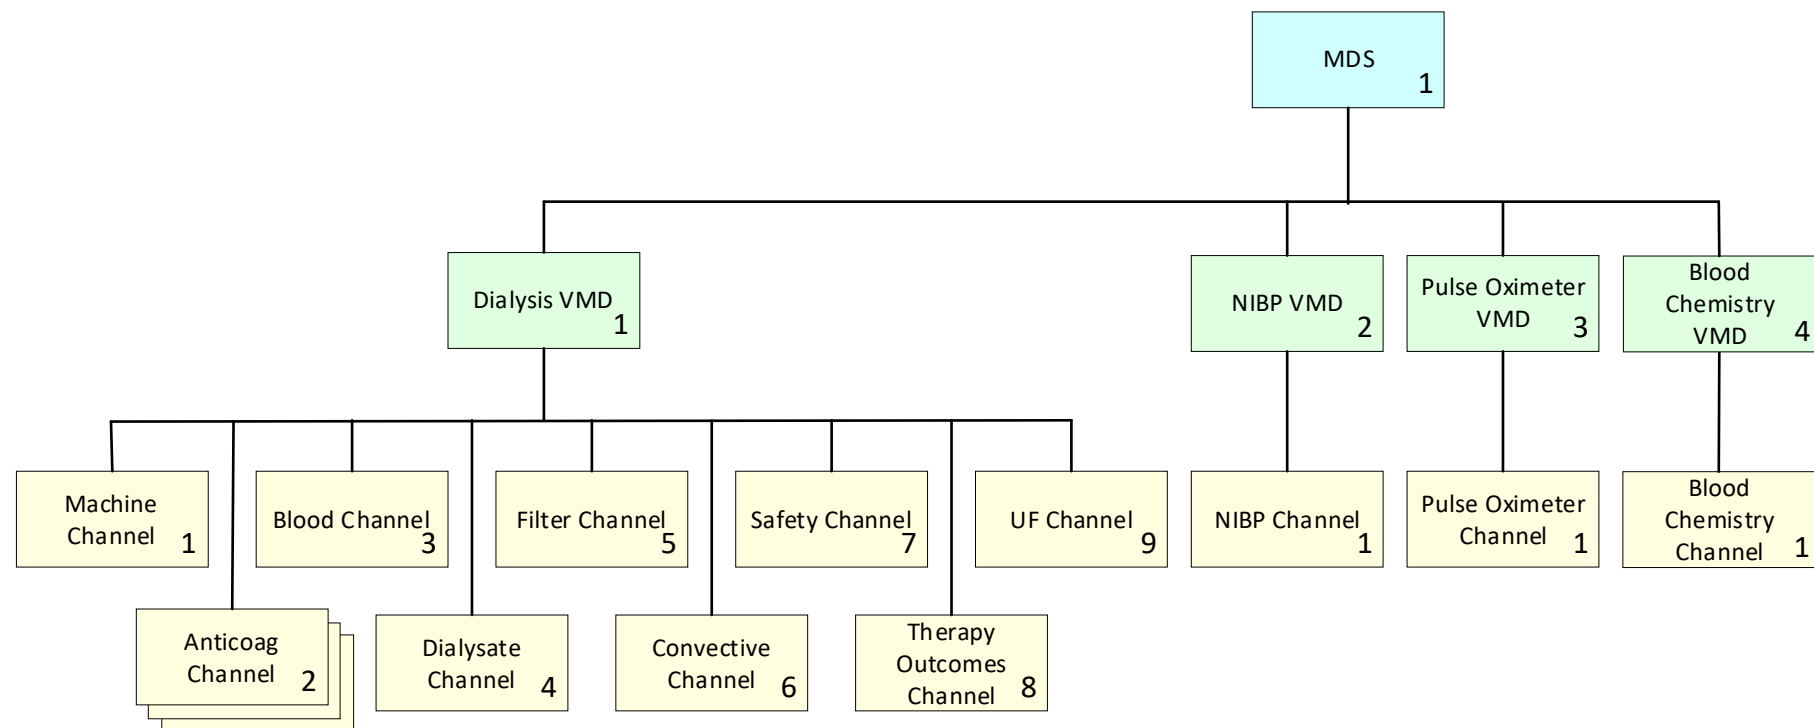 MDS
1
Dialysis VMD
1
NIBP VMD
2
Pulse Oximeter
VMD
3
Blood
Chemistry
VMD
4
Machine
Channel
1
Blood Channel
3
Filter Channel
5
Safety Channel
7
UF Channel
9
NIBP Channel
1
Pulse Oximeter
Channel
1
Blood
Chemistry
Channel
1
Anticoag
Channel
2
Dialysate
Channel
4
Convective
Channel
6
Therapy
Outcomes
Channel
8